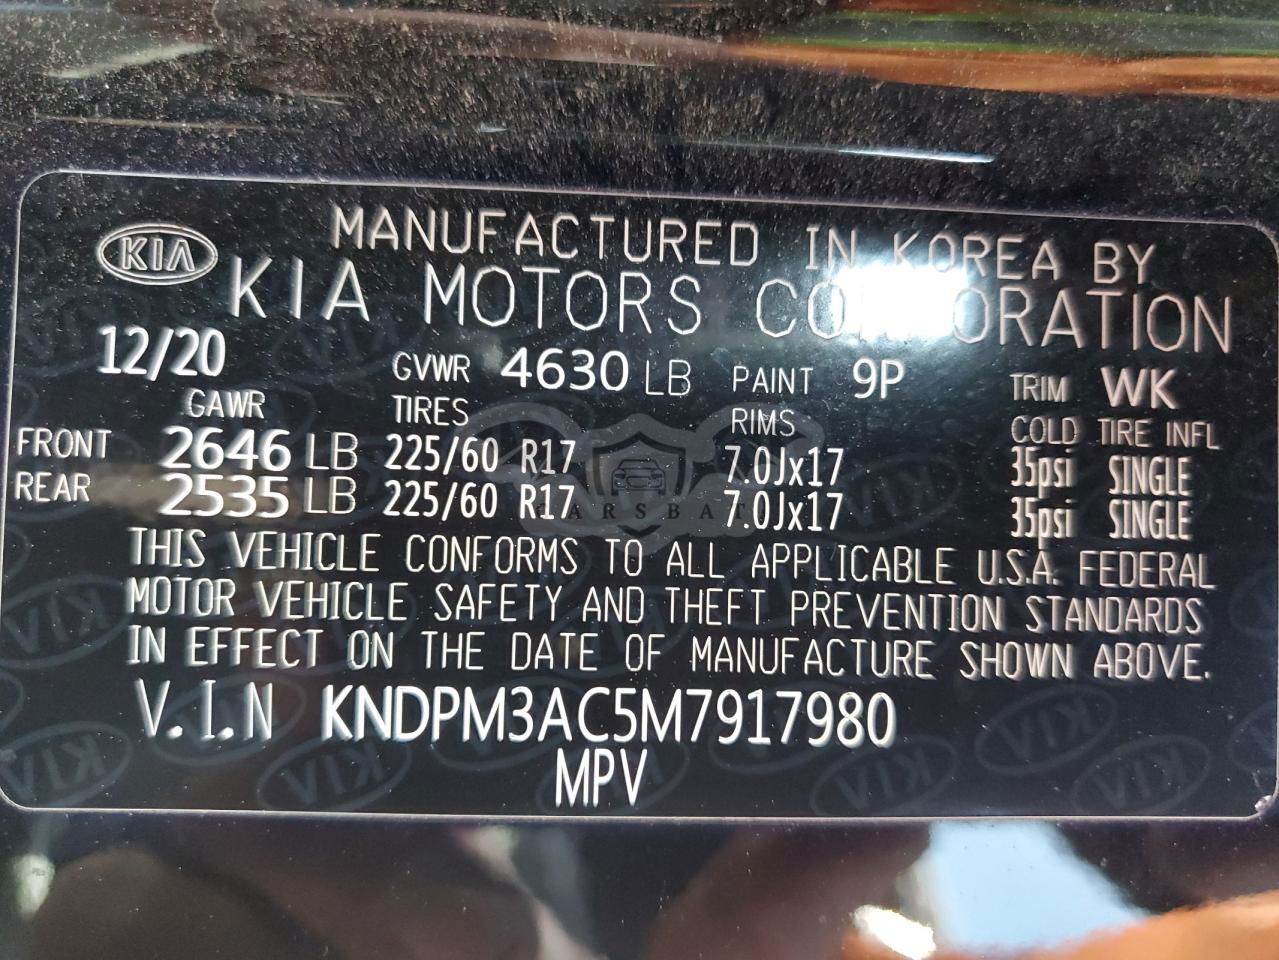 KIA
MANUFACTURED IN KOREA BY
KIA MOTORS CORPORATION
12/20 GVWR 4630 LB PAINT 9P TRIM WK
GAWR TIRES RIMS COLD TIRE INFL
FRONT 2646 LB 225/60 R17 7.0Jx17 35psi SINGLE
REAR 2535 LB 225/60 R17 7.0Jx17 35psi SINGLE
THIS VEHICLE CONFORMS TO ALL APPLICABLE U.S.A. FEDERAL
MOTOR VEHICLE SAFETY AND THEFT PREVENTION STANDARDS
IN EFFECT ON THE DATE OF MANUFACTURE SHOWN ABOVE.
V.I.N KNDPM3AC5M7917980
MPV